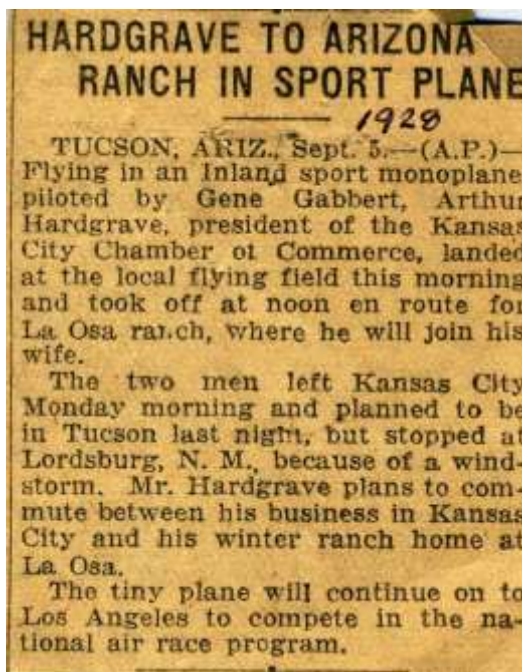 HARDGRAVE TO ARIZONA
RANCH IN SPORT PLANE
1928
TUCSON, ARIZ., Sept. 5.—(A.P.)—
Flying in an Inland sport monoplane
piloted by Gene Gabbert, Arthur
Hardgrave, president of the Kansas
City Chamber of Commerce, landed
at the local flying field this morning
and took off at noon en route for
La Osa ranch, where he will join his
wife.
The two men left Kansas City
Monday morning and planned to be
in Tucson last night, but stopped at
Lordsburg, N. M., because of a wind-
storm. Mr. Hardgrave plans to com-
mute between his business in Kansas
City and his winter ranch home at
La Osa.
The tiny plane will continue on to
Los Angeles to compete in the na-
tional air race program.